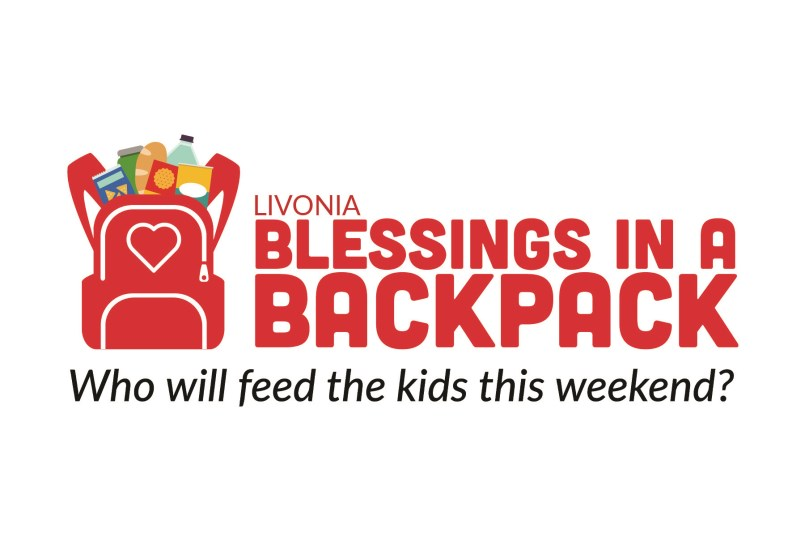 LIVONIA
BLESSINGS IN A
BACKPACK
Who will feed the kids this weekend?